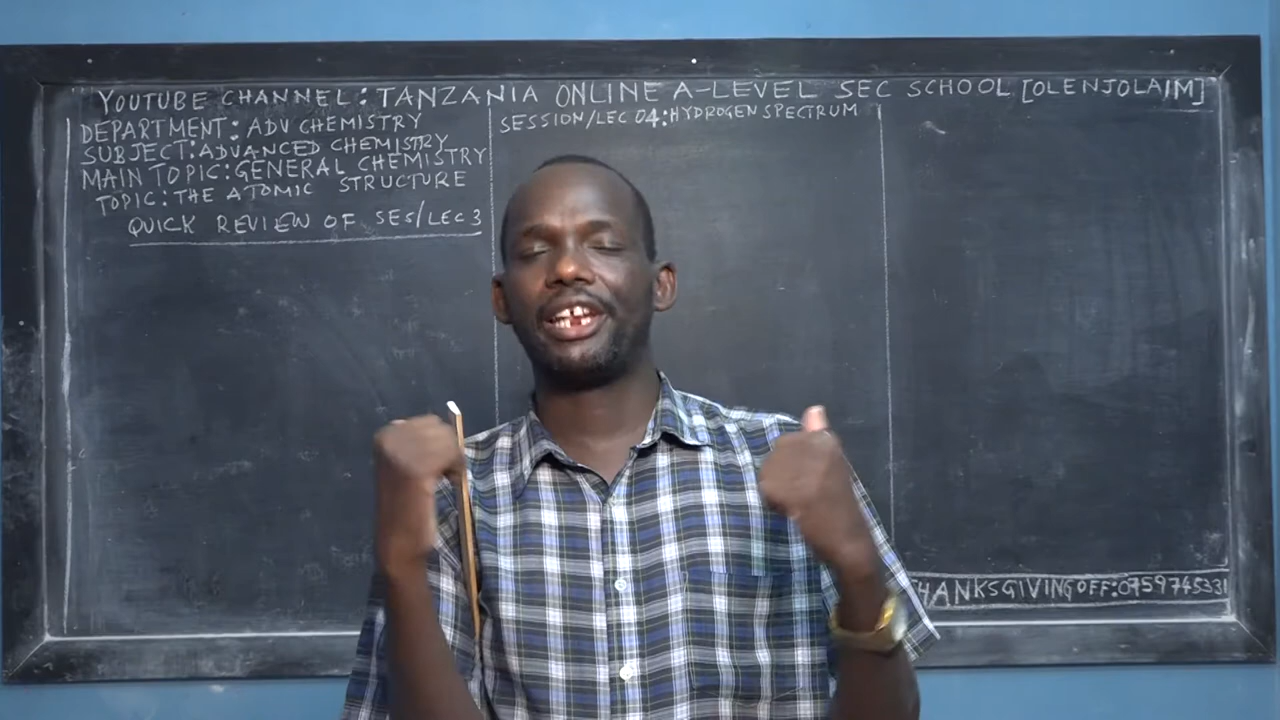 YOUTUBE CHANNEL: TANZANIA ONLINE A-LEVEL SEC SCHOOL [OLENJOLAIM]
DEPARTMENT: ADV CHEMISTRY
SUBJECT: ADVANCED CHEMISTRY
MAIN TOPIC: GENERAL CHEMISTRY
TOPIC: THE ATOMIC STRUCTURE
QUICK REVIEW OF SES/LEC 3
SESSION/LEC 04: HYDROGEN SPECTRUM
HANKSGIVING OFF: 0759745331